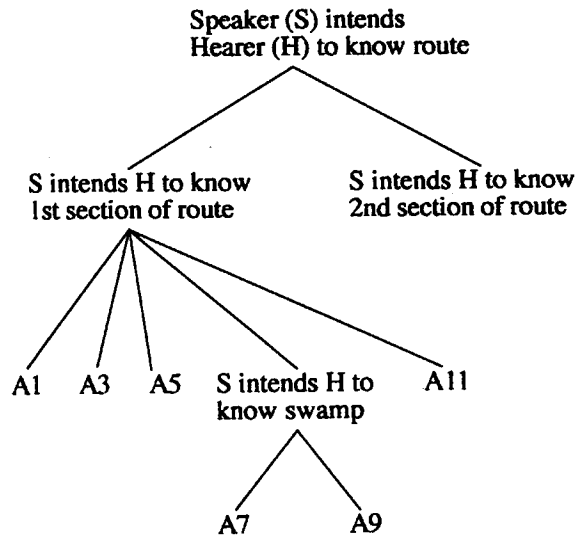 Speaker (S) intends
Hearer (H) to know route
S intends H to know
1st section of route
S intends H to know
2nd section of route
A1
A3
A5
S intends H to
know swamp
A11
A7
A9